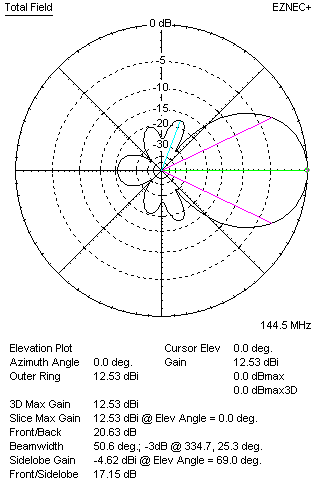 Total Field EZNEC+
0 dB
-5
-10
-15
-20
-30
144.5 MHz
Elevation Plot Cursor Elev 0.0 deg.
Azimuth Angle 0.0 deg. Gain 12.53 dBi
Outer Ring 12.53 dBi 0.0 dBmax
0.0 dBmax3D
3D Max Gain 12.53 dBi
Slice Max Gain 12.53 dBi @ Elev Angle = 0.0 deg.
Front/Back 20.63 dB
Beamwidth 50.6 deg.; -3dB @ 334.7, 25.3 deg.
Sidelobe Gain -4.62 dBi @ Elev Angle = 69.0 deg.
Front/Sidelobe 17.15 dB